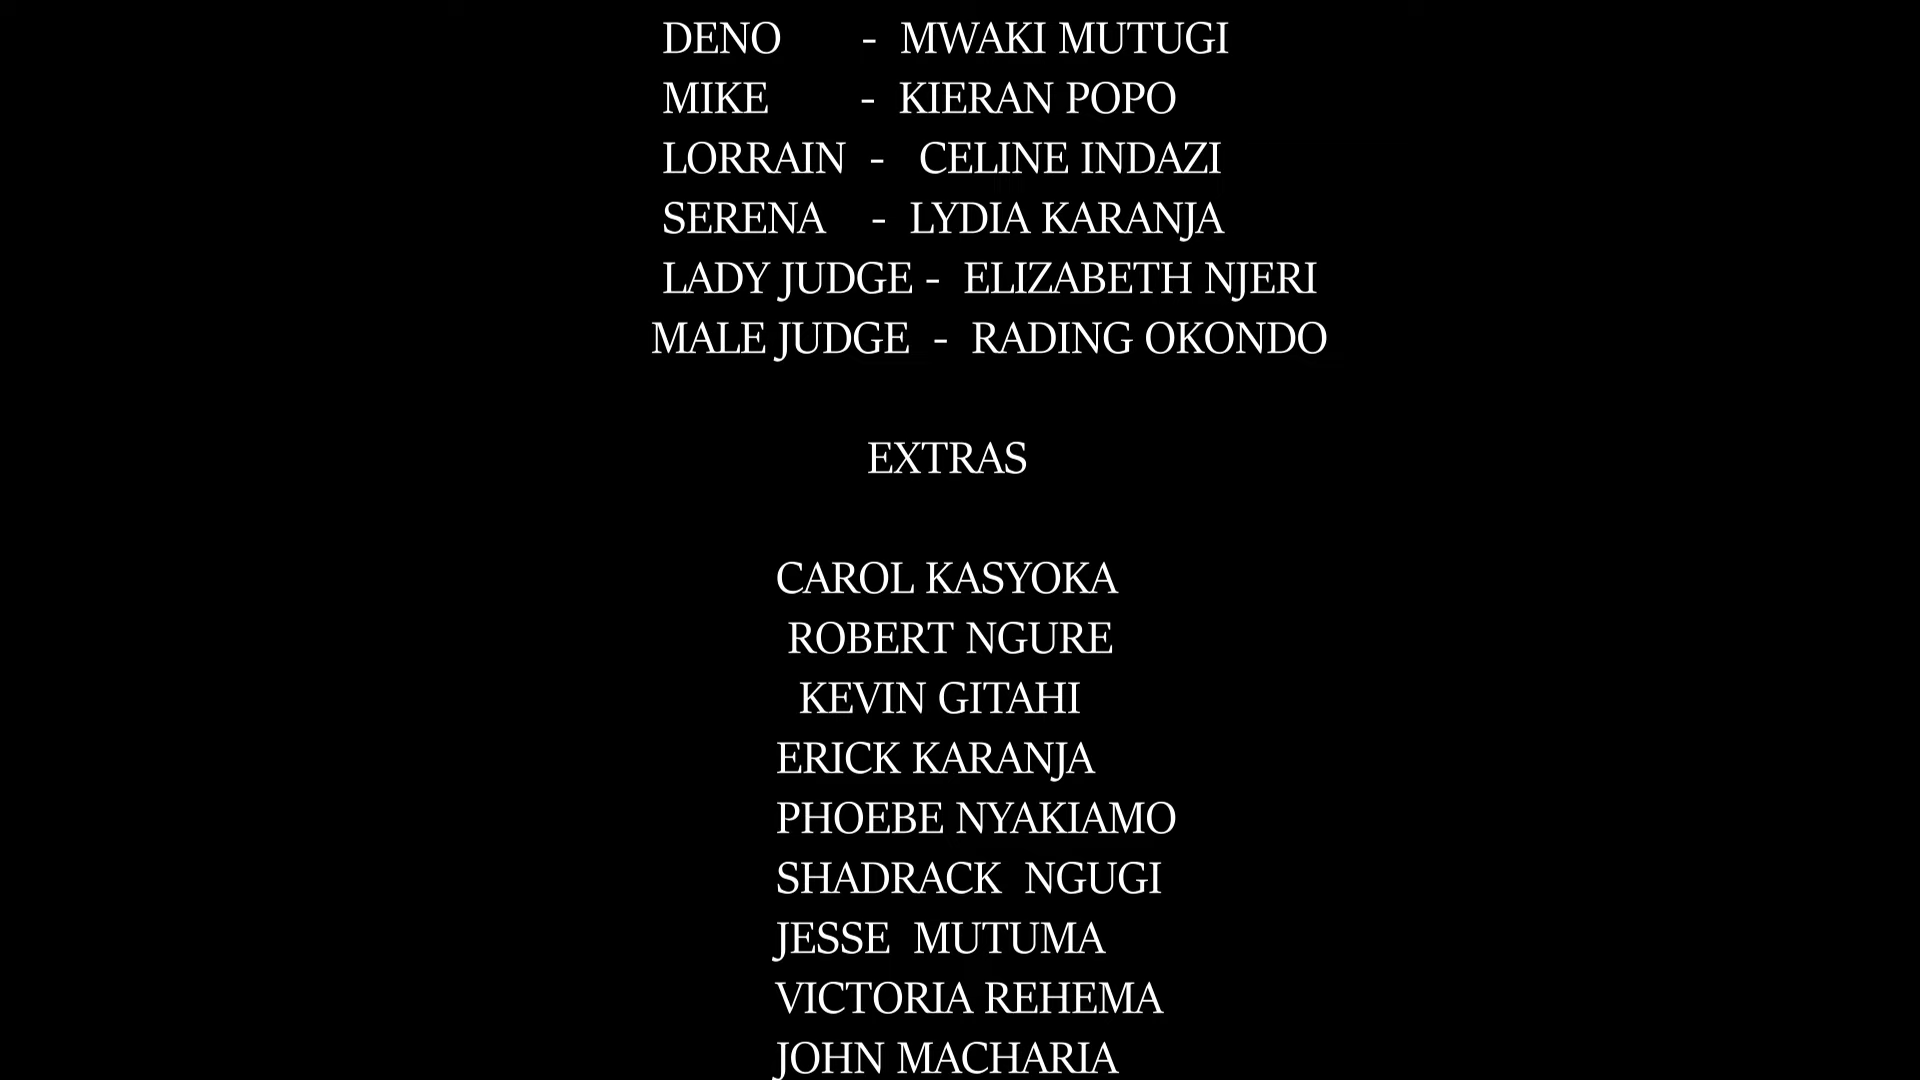 DENO - MWAKI MUTUGI
MIKE - KIERAN POPO
LORRAIN - CELINE INDAZI
SERENA - LYDIA KARANJA
LADY JUDGE - ELIZABETH NJERI
MALE JUDGE - RADING OKONDO
EXTRAS
CAROL KASYOKA
ROBERT NGURE
KEVIN GITAHI
ERICK KARANJA
PHOEBE NYAKIAMO
SHADRACK NGUGI
JESSE MUTUMA
VICTORIA REHEMA
JOHN MACHARIA